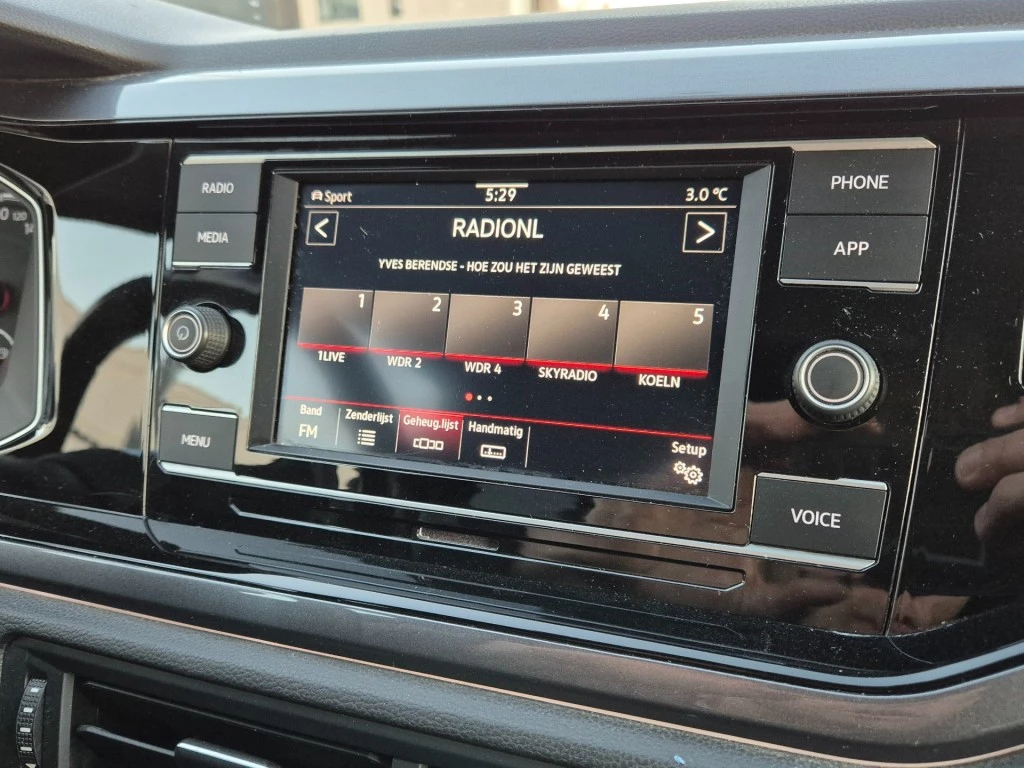 Sport 5:29 3.0 °C
< RADIONL >
YVES BERENDSE - HOE ZOU HET ZIJN GEWEEST
1 2 3 4 5
1LIVE WDR 2 WDR 4 SKYRADIO KOELN
Band Zenderlijst Geheug.lijst Handmatig Setup
FM
RADIO
MEDIA
MENU
PHONE
APP
VOICE
120